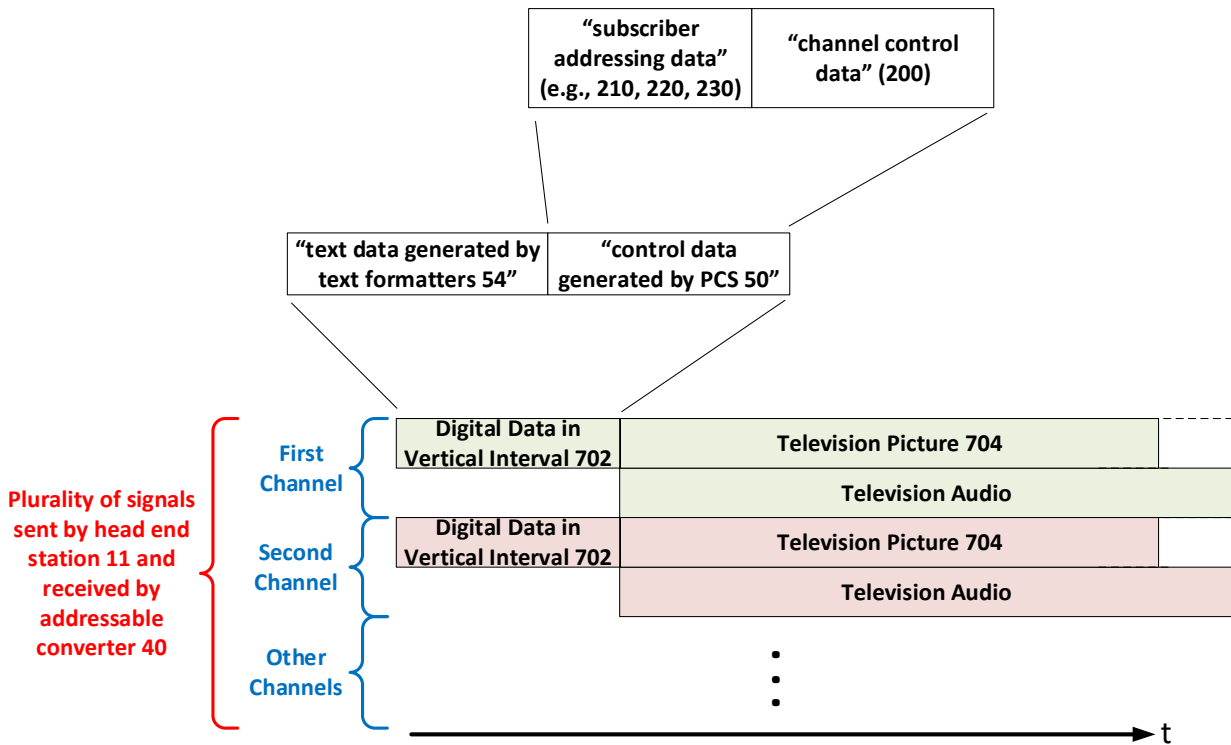 “subscriber
addressing data”
(e.g., 210, 220, 230)
“channel control
data” (200)
“text data generated by
text formatters 54”
“control data
generated by PCS 50”
Plurality of signals
sent by head end
station 11 and
received by
addressable
converter 40
First
Channel
Digital Data in
Vertical Interval 702
Television Picture 704
Television Audio
Second
Channel
Digital Data in
Vertical Interval 702
Television Picture 704
Television Audio
Other
Channels
t